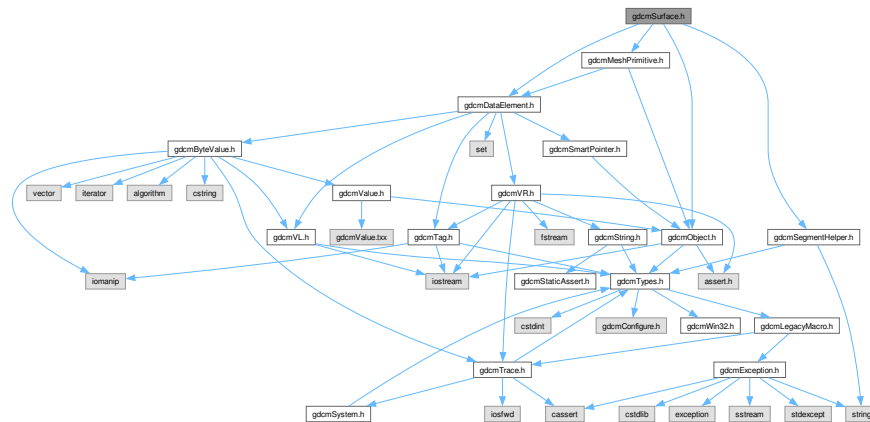 gdcmSurface.h
gdcmMeshPrimitive.h
gdcmDataElement.h
gdcmByteValue.h
set
gdcmSmartPointer.h
vector
iterator
algorithm
cstring
gdcmValue.h
gdcmVR.h
gdcmVL.h
gdcmValue.txx
gdcmTag.h
fstream
gdcmString.h
gdcmObject.h
gdcmSegmentHelper.h
iomanip
iostream
gdcmStaticAssert.h
gdcmTypes.h
assert.h
cstdint
gdcmConfigure.h
gdcmWin32.h
gdcmLegacyMacro.h
gdcmTrace.h
gdcmException.h
gdcmSystem.h
iosfwd
cassert
cstdlib
exception
sstream
stdexcept
string